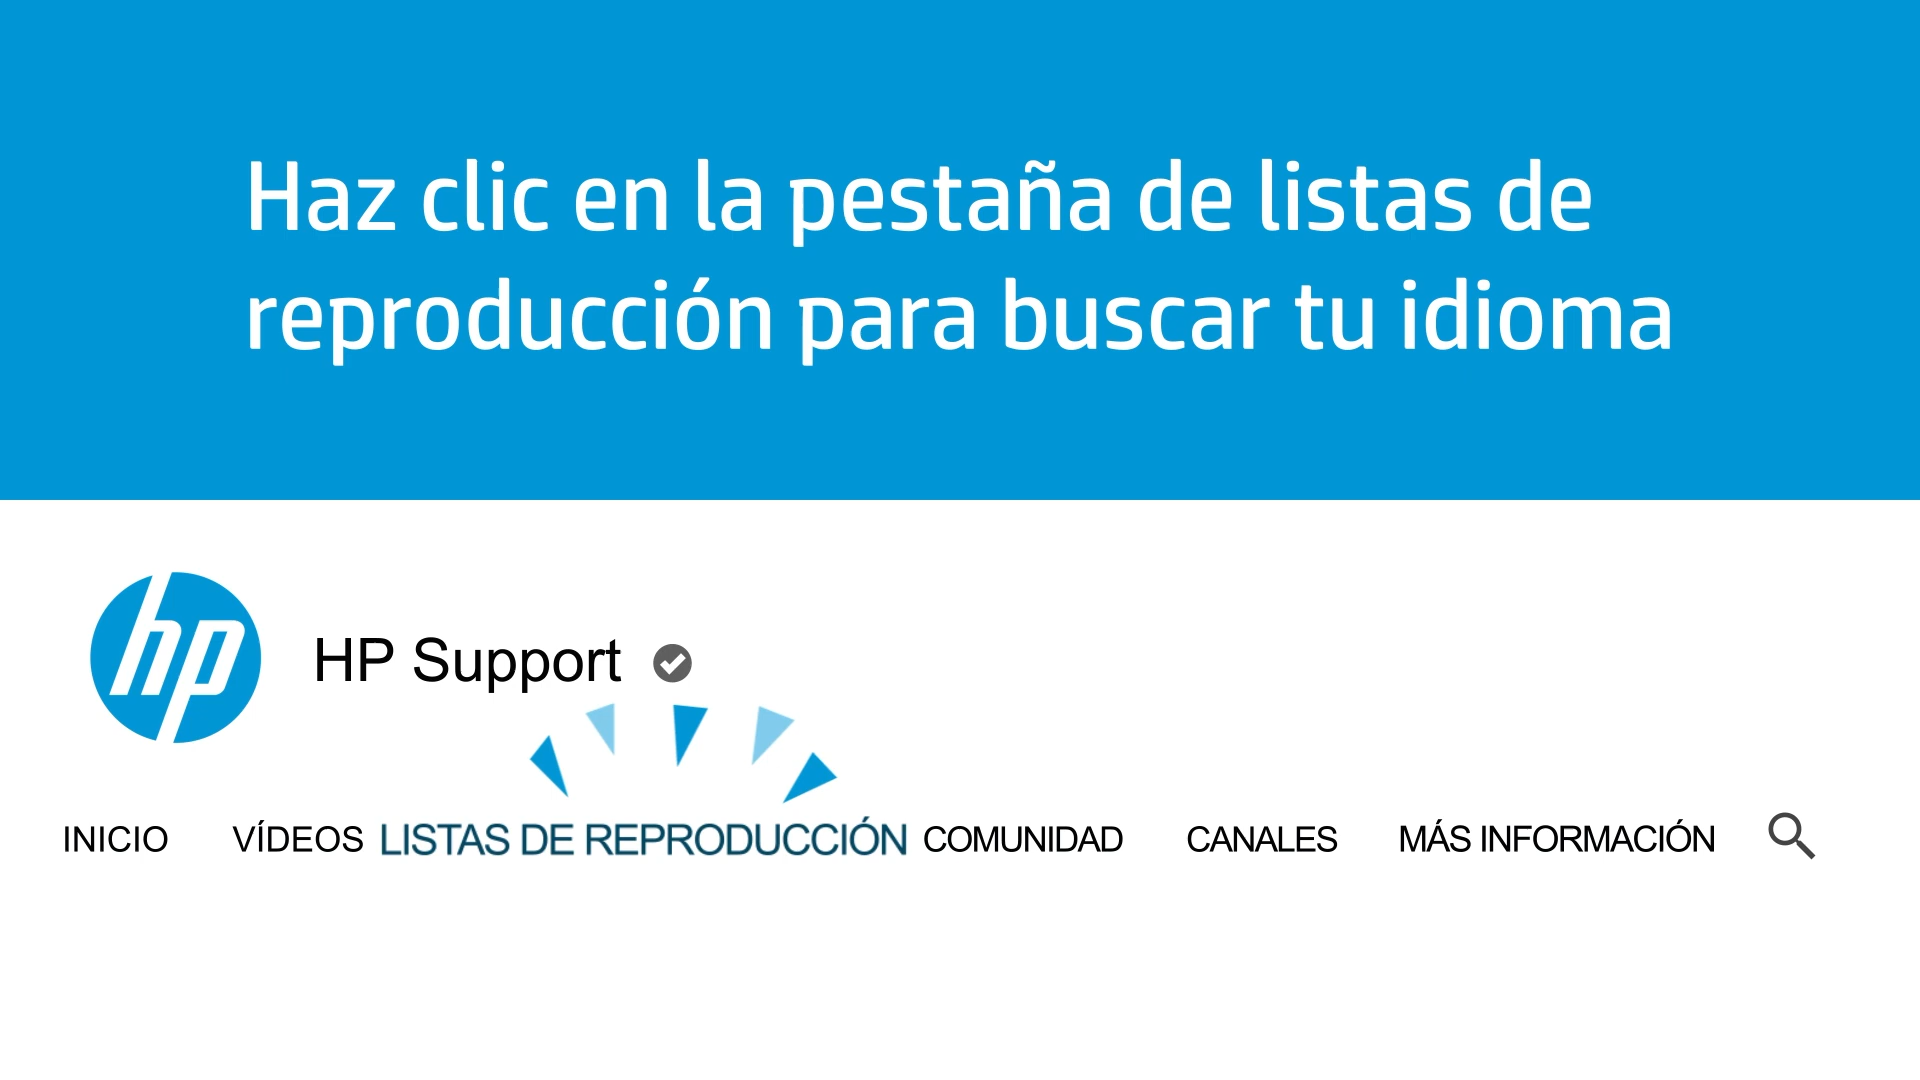 Haz clic en la pestaña de listas de
reproducción para buscar tu idioma
hp
HP Support
INICIO VÍDEOS LISTAS DE REPRODUCCIÓN COMUNIDAD CANALES MÁS INFORMACIÓN